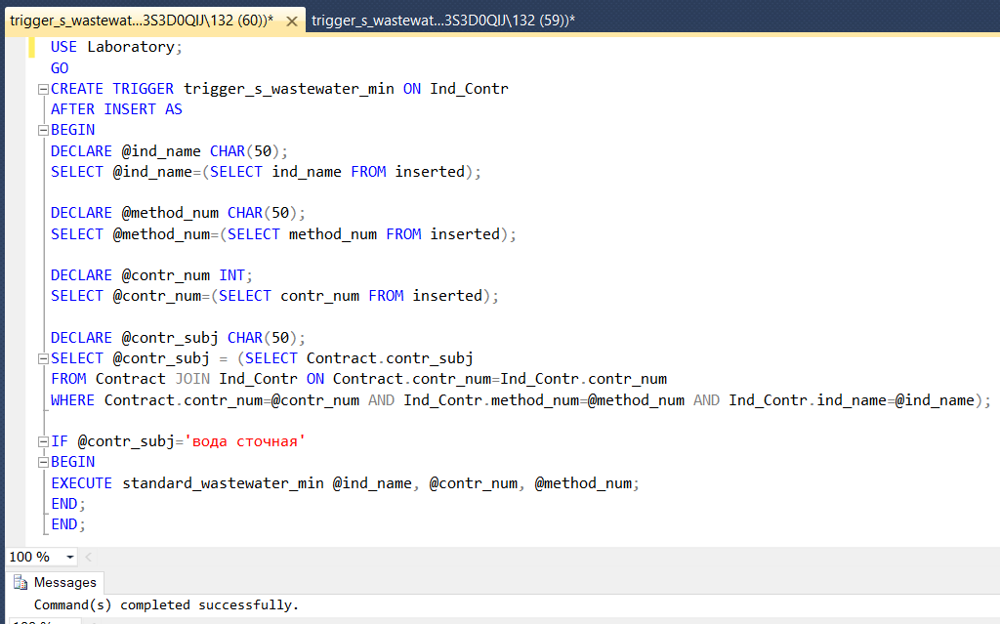 trigger_s_wastewat...3S3D0QIJ\132 (60))* trigger_s_wastewat...3S3D0QIJ\132 (59))*
USE Laboratory;
GO
CREATE TRIGGER trigger_s_wastewater_min ON Ind_Contr
AFTER INSERT AS
BEGIN
DECLARE @ind_name CHAR(50);
SELECT @ind_name=(SELECT ind_name FROM inserted);
DECLARE @method_num CHAR(50);
SELECT @method_num=(SELECT method_num FROM inserted);
DECLARE @contr_num INT;
SELECT @contr_num=(SELECT contr_num FROM inserted);
DECLARE @contr_subj CHAR(50);
SELECT @contr_subj = (SELECT Contract.contr_subj
FROM Contract JOIN Ind_Contr ON Contract.contr_num=Ind_Contr.contr_num
WHERE Contract.contr_num=@contr_num AND Ind_Contr.method_num=@method_num AND Ind_Contr.ind_name=@ind_name);
IF @contr_subj='вода сточная'
BEGIN
EXECUTE standard_wastewater_min @ind_name, @contr_num, @method_num;
END;
END;
100 %
Messages
Command(s) completed successfully.